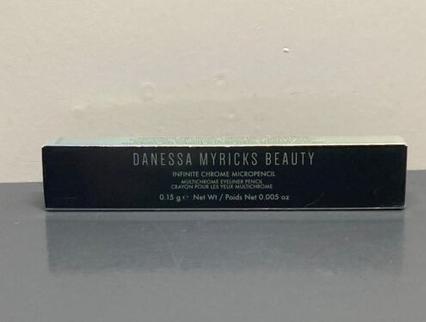 DANESSA MYRICKS BEAUTY
INFINITE CHROME MICROPENCIL
MULTICHROME EYELINER PENCIL
CRAYON POUR LES YEUX MULTICHROME
0.15 g ℮ Net Wt / Poids Net 0.005 oz